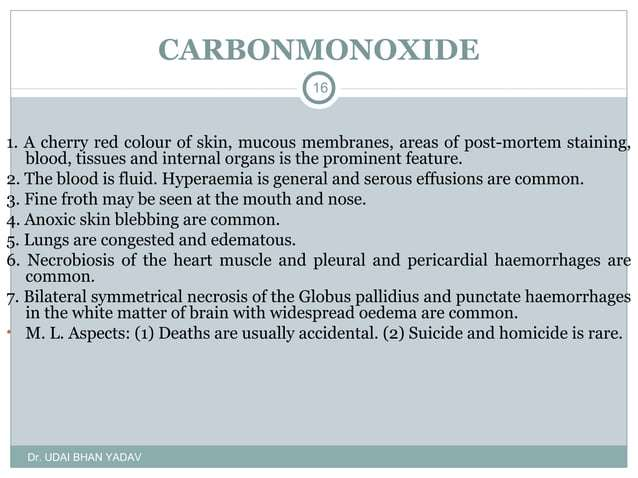 CARBONMONOXIDE
16
1. A cherry red colour of skin, mucous membranes, areas of post-mortem staining,
blood, tissues and internal organs is the prominent feature.
2. The blood is fluid. Hyperaemia is general and serous effusions are common.
3. Fine froth may be seen at the mouth and nose.
4. Anoxic skin blebbing are common.
5. Lungs are congested and edematous.
6. Necrobiosis of the heart muscle and pleural and pericardial haemorrhages are
common.
7. Bilateral symmetrical necrosis of the Globus pallidius and punctate haemorrhages
in the white matter of brain with widespread oedema are common.
• M. L. Aspects: (1) Deaths are usually accidental. (2) Suicide and homicide is rare.
Dr. UDAI BHAN YADAV